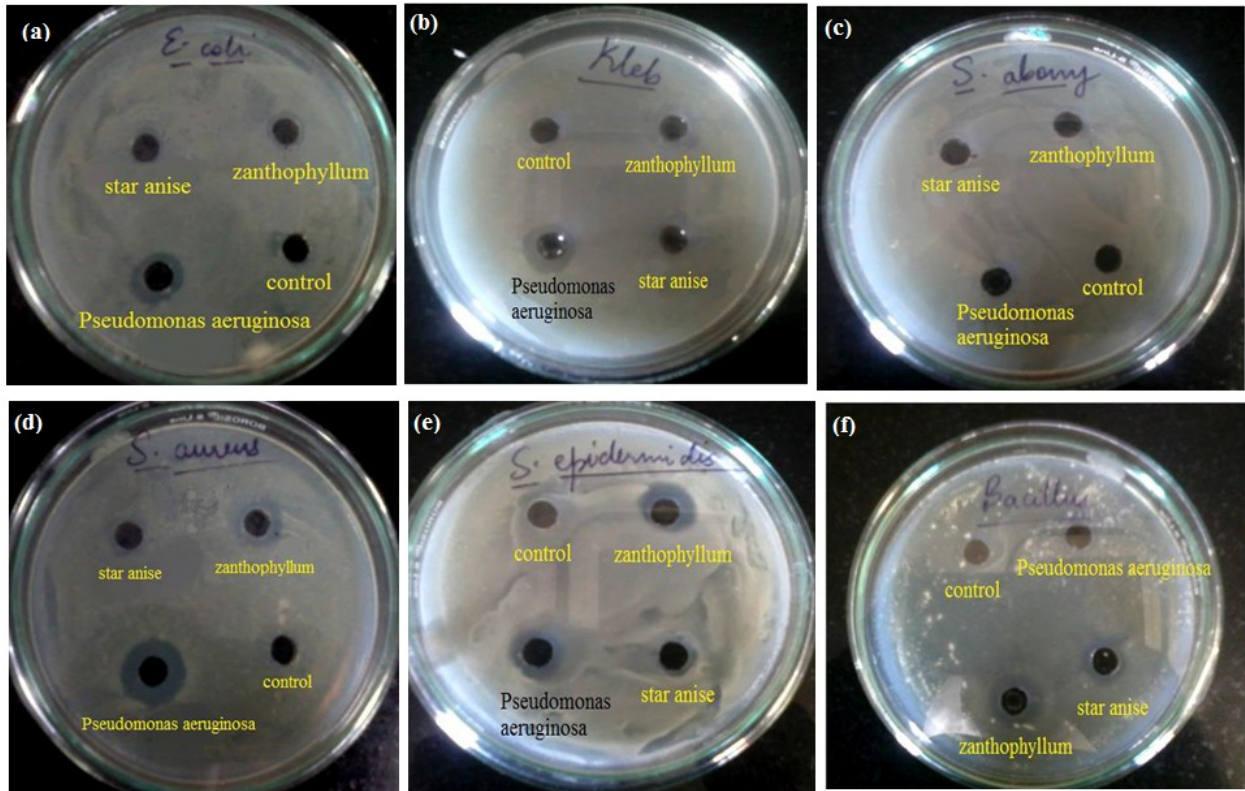 (a)
E. coli
star anise
zanthophyllum
Pseudomonas aeruginosa
control
(b)
Kleb
control
zanthophyllum
Pseudomonas
aeruginosa
star anise
(c)
S. abony
zanthophyllum
star anise
Pseudomonas
aeruginosa
control
(d)
S. aureus
star anise
zanthophyllum
Pseudomonas aeruginosa
control
(e)
S. epidermidis
control
zanthophyllum
Pseudomonas
aeruginosa
star anise
(f)
Bacillus
control
Pseudomonas aeruginosa
star anise
zanthophyllum